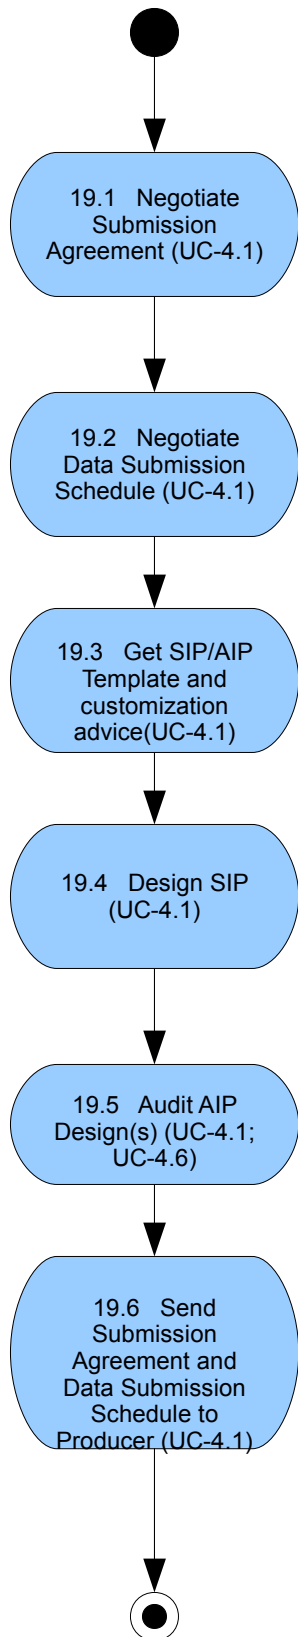 19.1   Negotiate
Submission
Agreement (UC-4.1)
19.2   Negotiate
Data Submission
Schedule (UC-4.1)
19.3   Get SIP/AIP
Template and
customization
advice(UC-4.1)
19.4   Design SIP
(UC-4.1)
19.5   Audit AIP
Design(s) (UC-4.1;
UC-4.6)
19.6   Send
Submission
Agreement and
Data Submission
Schedule to
Producer (UC-4.1)